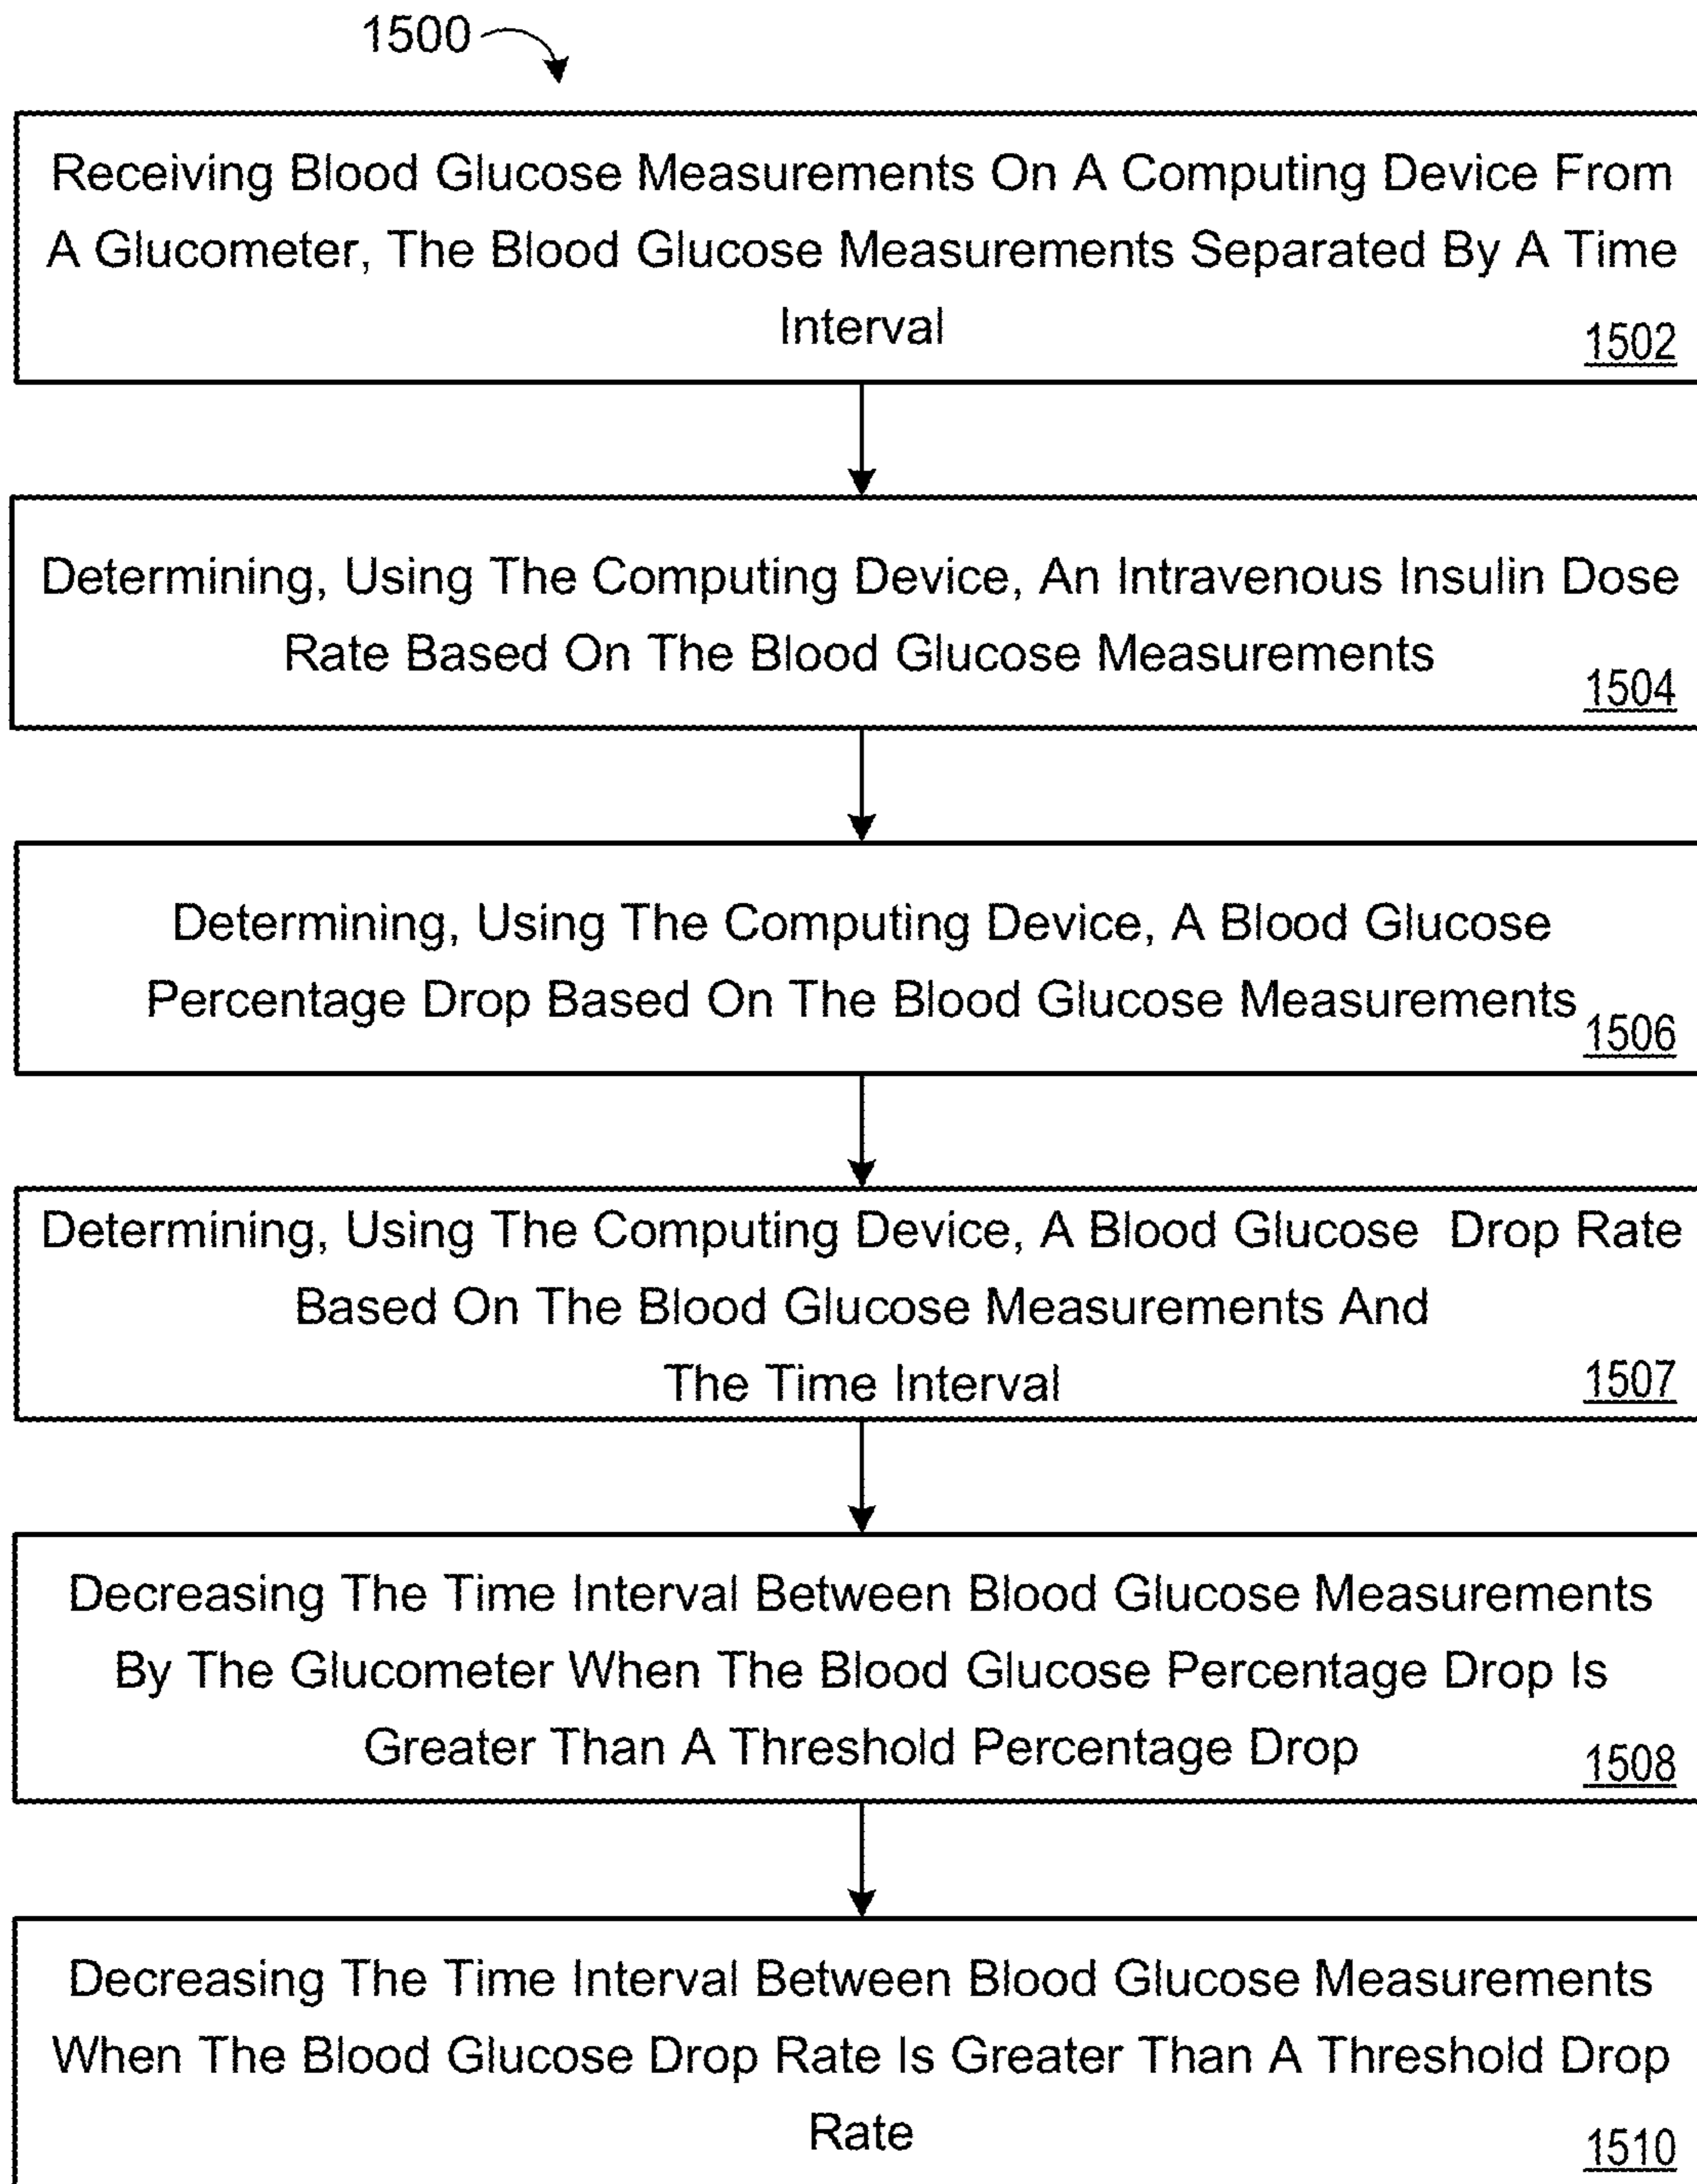 1500
Receiving Blood Glucose Measurements On A Computing Device From
A Glucometer, The Blood Glucose Measurements Separated By A Time
Interval
1502
Determining, Using The Computing Device, An Intravenous Insulin Dose
Rate Based On The Blood Glucose Measurements
1504
Determining, Using The Computing Device, A Blood Glucose
Percentage Drop Based On The Blood Glucose Measurements
1506
Determining, Using The Computing Device, A Blood Glucose Drop Rate
Based On The Blood Glucose Measurements And
The Time Interval
1507
Decreasing The Time Interval Between Blood Glucose Measurements
By The Glucometer When The Blood Glucose Percentage Drop Is
Greater Than A Threshold Percentage Drop
1508
Decreasing The Time Interval Between Blood Glucose Measurements
When The Blood Glucose Drop Rate Is Greater Than A Threshold Drop
Rate
1510